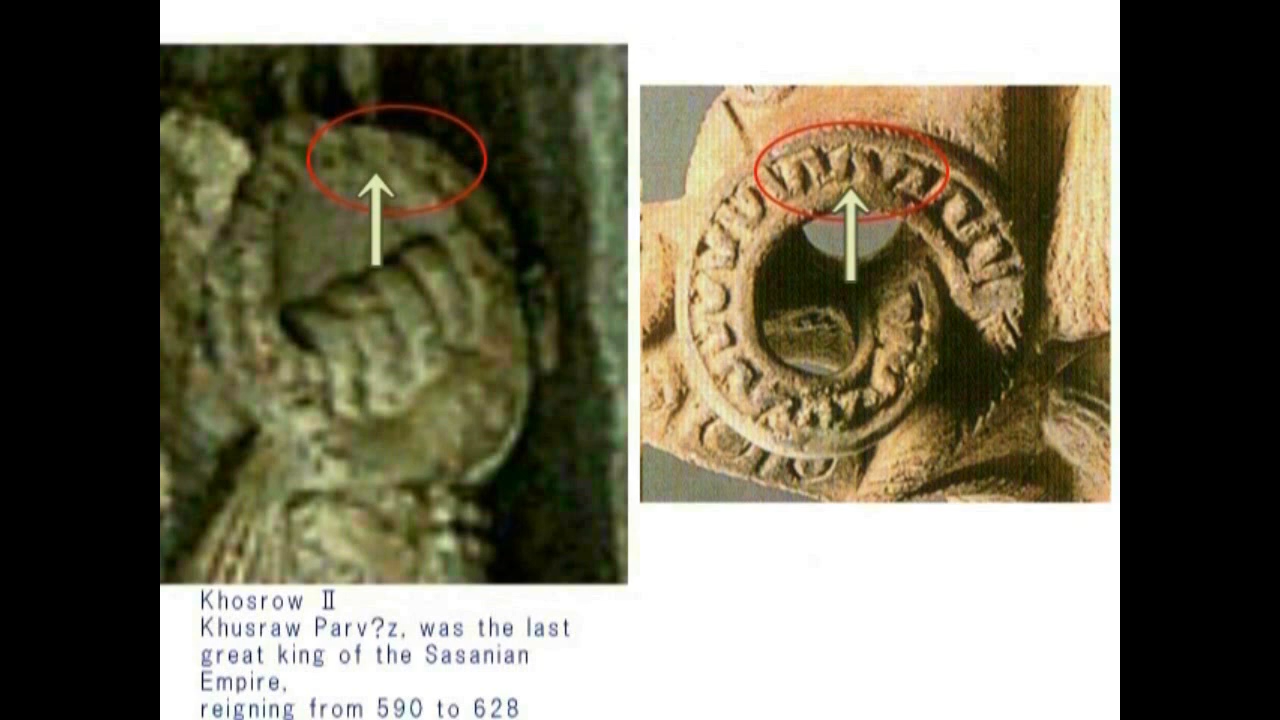 Khosrow Ⅱ
Khusraw Parv?z, was the last
great king of the Sasanian
Empire,
reigning from 590 to 628